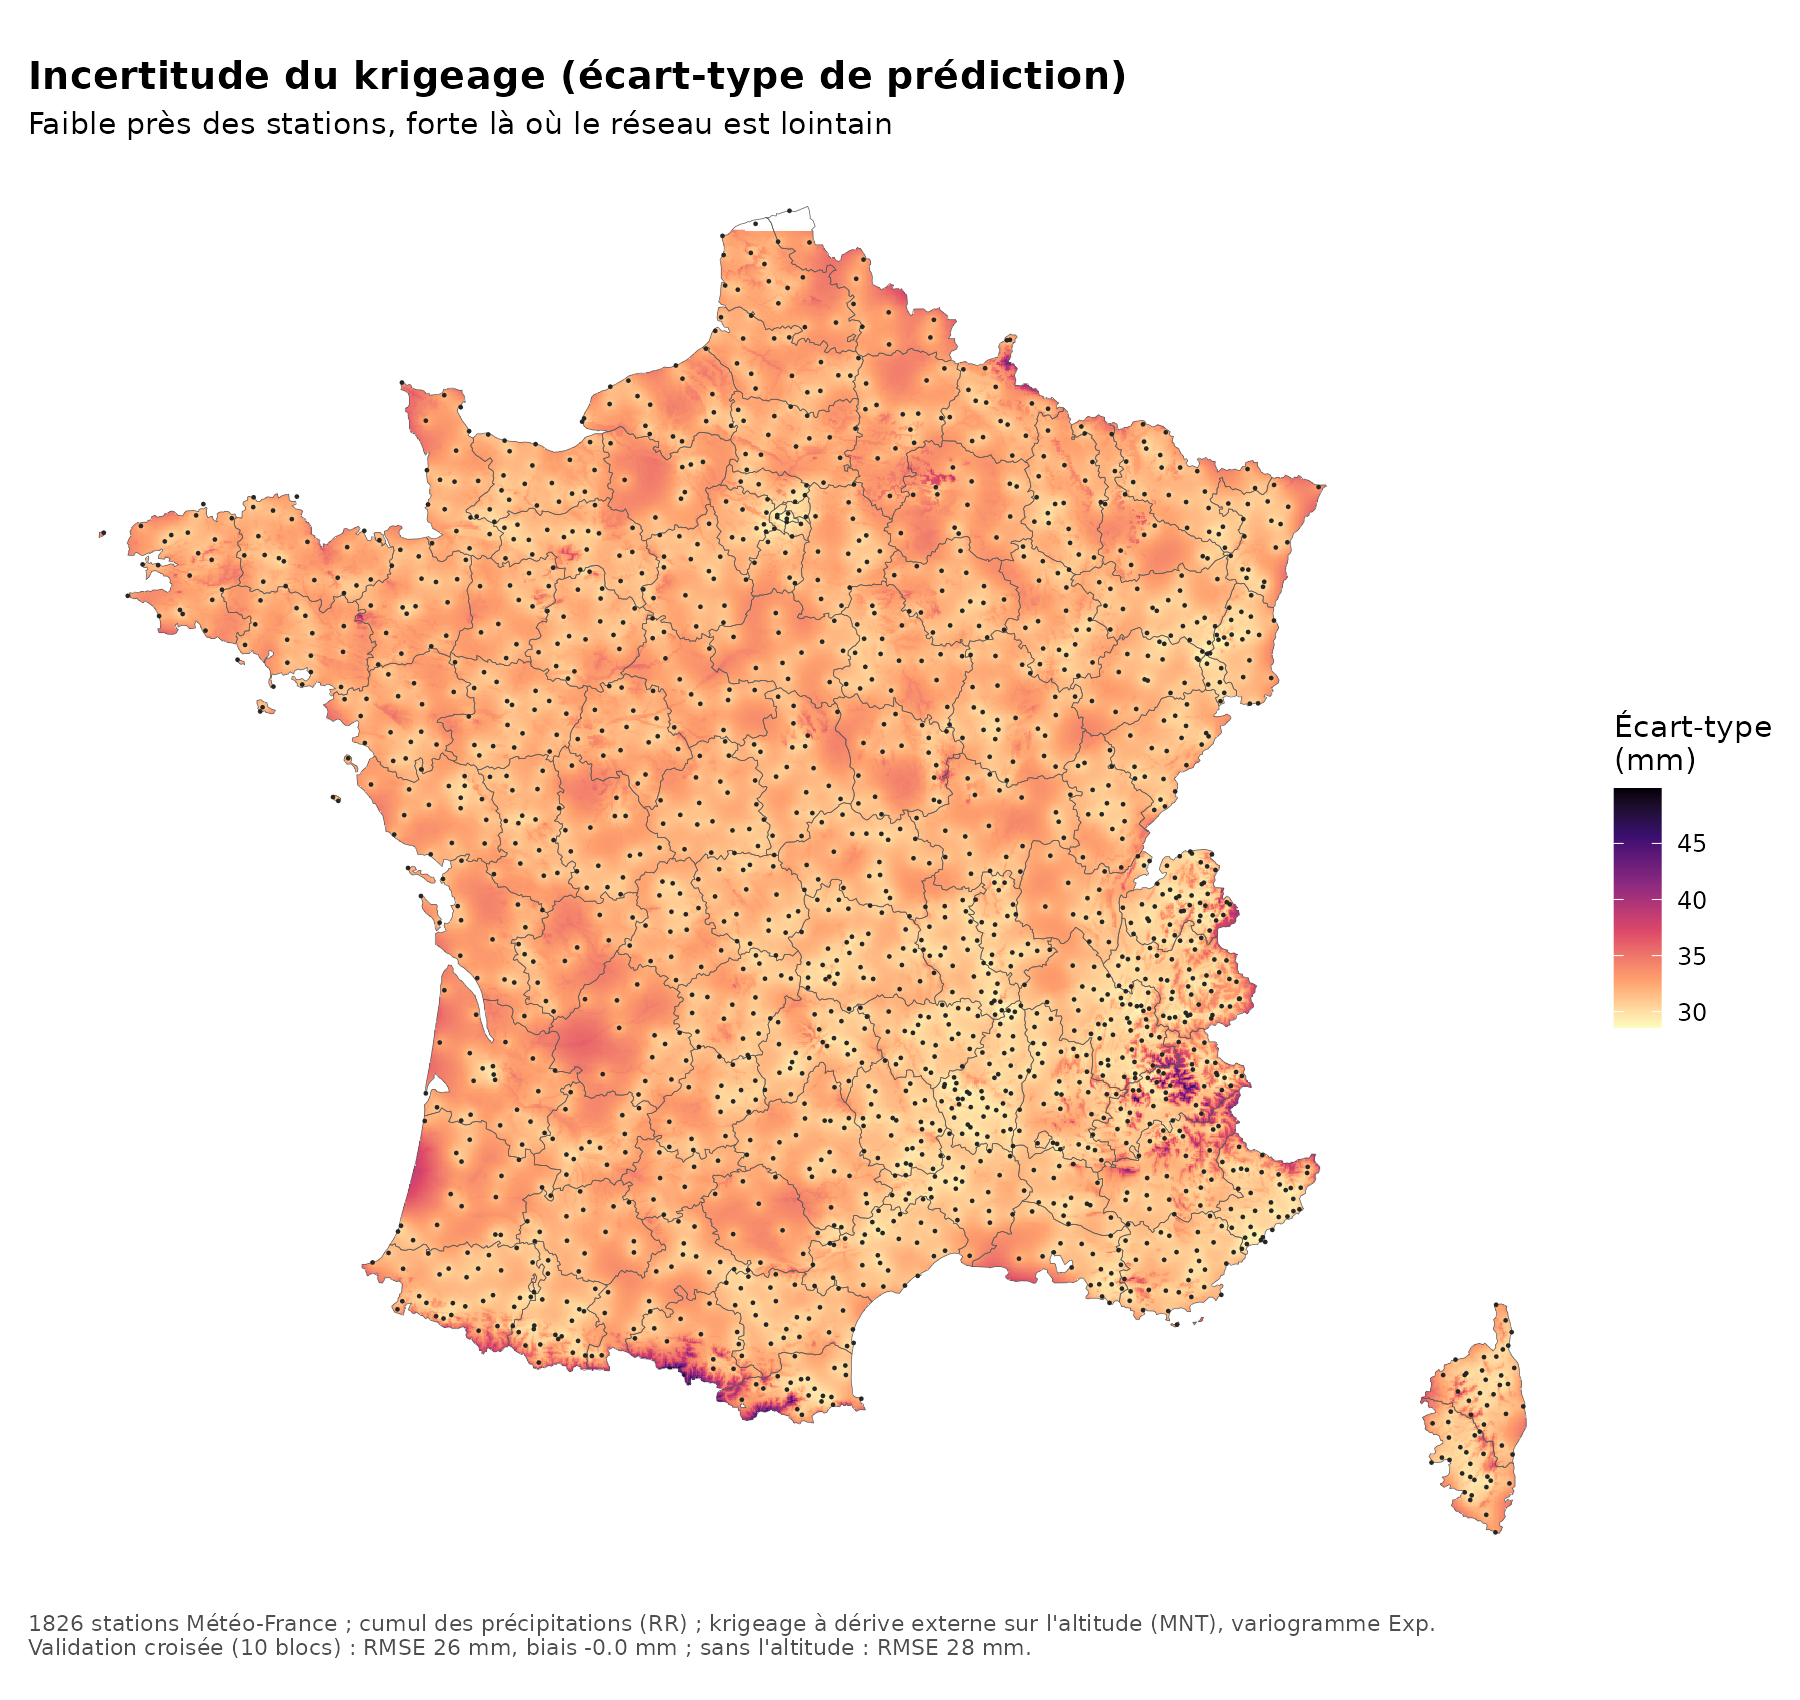 Incertitude du krigeage (écart-type de prédiction)
Faible près des stations, forte là où le réseau est lointain
Écart-type
(mm)
45
40
35
30
1826 stations Météo-France ; cumul des précipitations (RR) ; krigeage à dérive externe sur l'altitude (MNT), variogramme Exp.
Validation croisée (10 blocs) : RMSE 26 mm, biais -0.0 mm ; sans l'altitude : RMSE 28 mm.